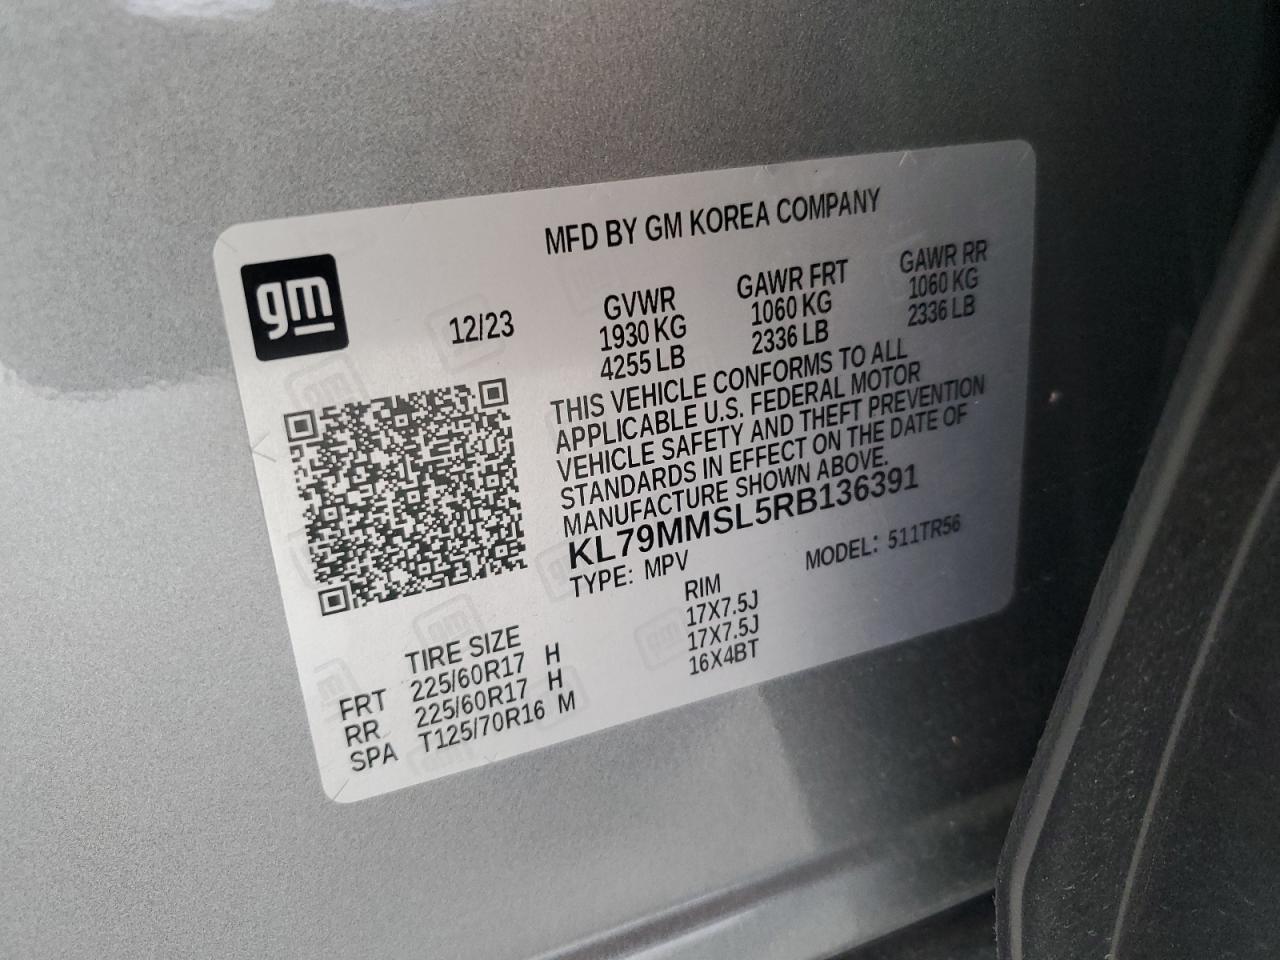 MFD BY GM KOREA COMPANY
gm
12/23
GVWR GAWR FRT GAWR RR
1930 KG 1060 KG 1060 KG
4255 LB 2336 LB 2336 LB
THIS VEHICLE CONFORMS TO ALL
APPLICABLE U.S. FEDERAL MOTOR
VEHICLE SAFETY AND THEFT PREVENTION
STANDARDS IN EFFECT ON THE DATE OF
MANUFACTURE SHOWN ABOVE.
KL79MMSL5RB136391
TYPE: MPV MODEL: 511TR56
TIRE SIZE RIM
FRT 225/60R17 H 17X7.5J
RR 225/60R17 H 17X7.5J
SPA T125/70R16 M 16X4BT